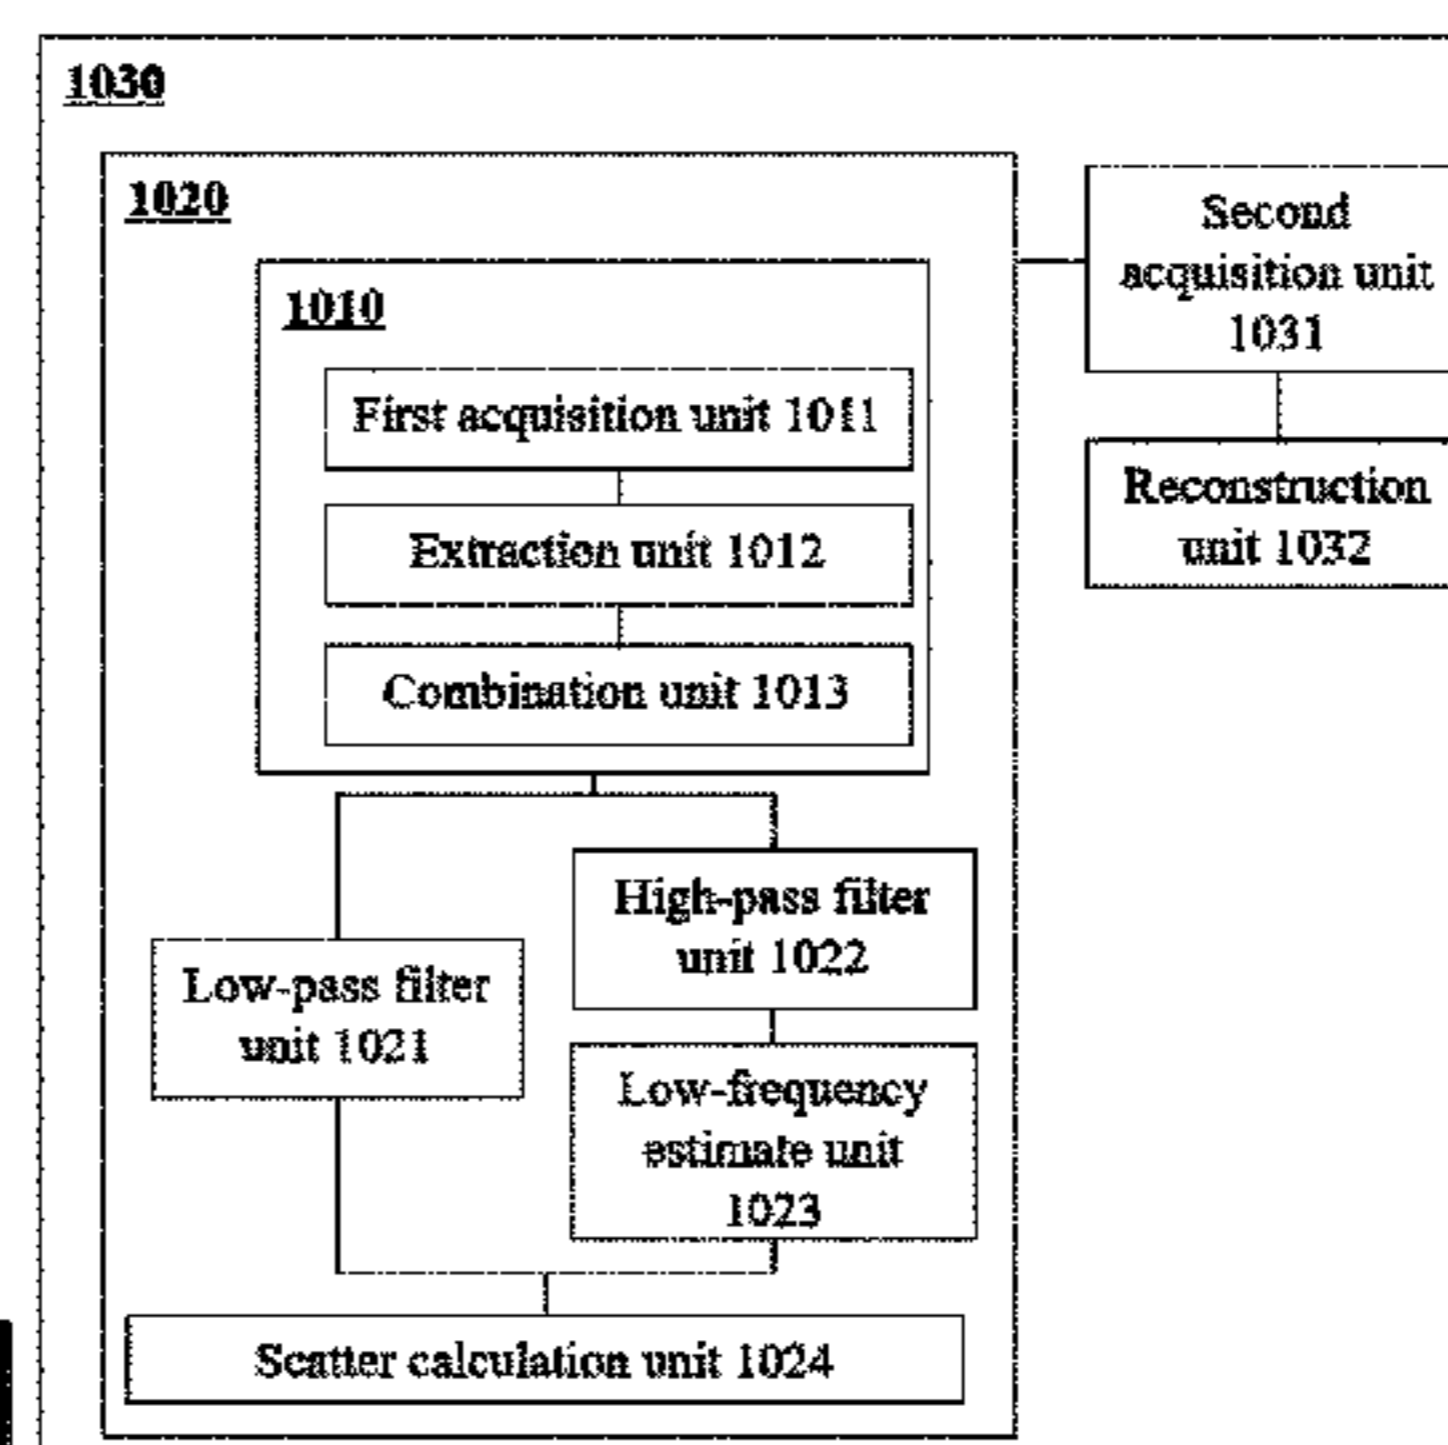 1030
1020
1010
First acquisition unit 1011
Extraction unit 1012
Combination unit 1013
Second
acquisition unit
1031
Reconstruction
unit 1032
High-pass filter
unit 1022
Low-pass filter
unit 1021
Low-frequency
estimate unit
1023
Scatter calculation unit 1024